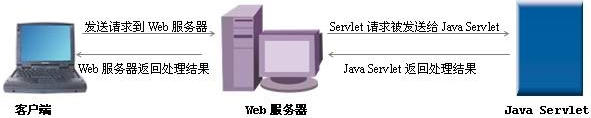 发送请求到 Web 服务器
Servlet 请求被发送给 Java Servlet
Web 服务器返回处理结果
Java Servlet 返回处理结果
客户端
Web 服务器
Java Servlet